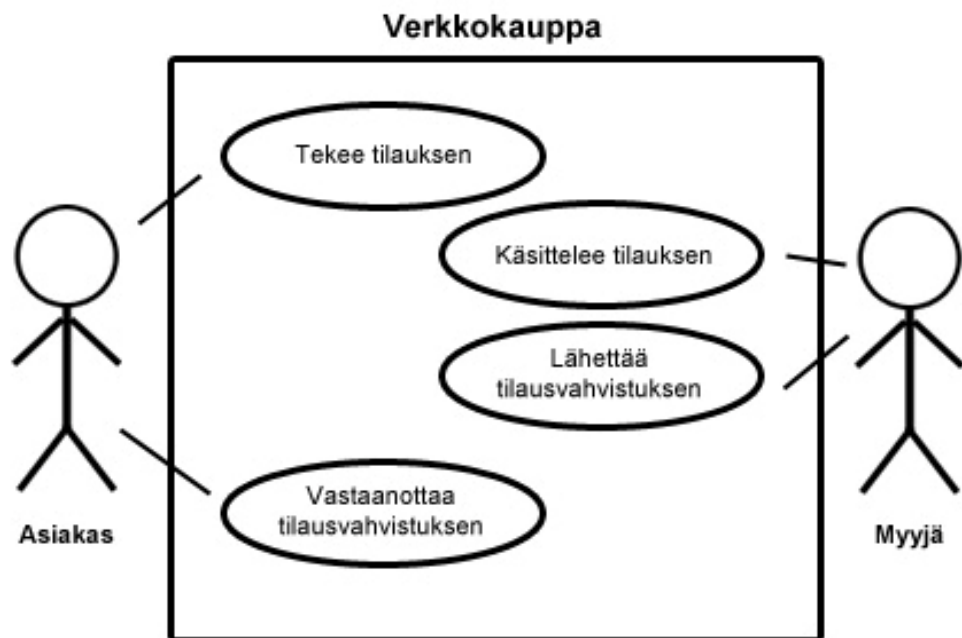 Verkkokauppa
Tekee tilauksen
Käsittelee tilauksen
Lähettää
tilausvahvistuksen
Vastaanottaa
tilausvahvistuksen
Asiakas
Myyjä